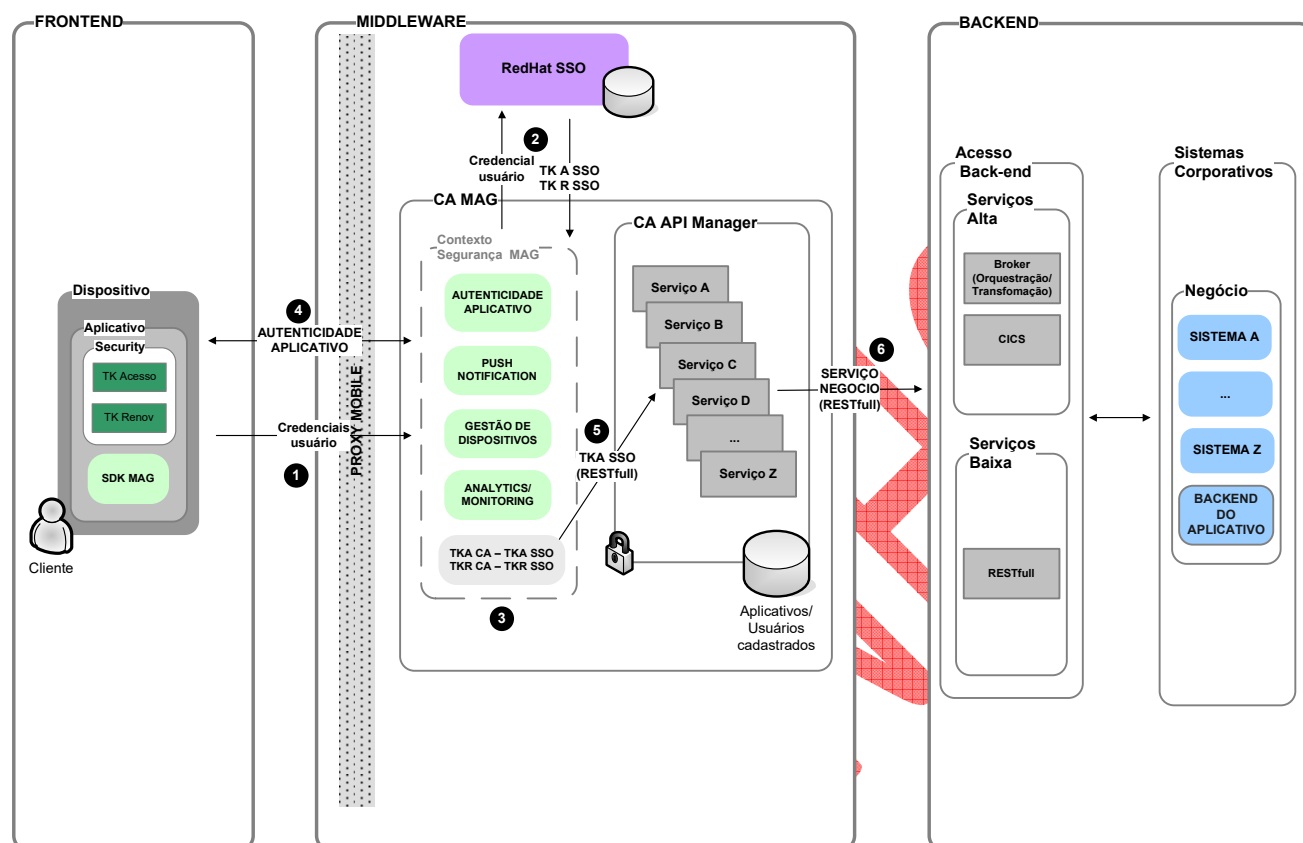 FRONTEND
Dispositivo
Aplicativo
Security
TK Acesso
TK Renov
SDK MAG
Cliente
4
AUTENTICIDADE
APLICATIVO
Credenciais
usuário
1
MIDDLEWARE
PROXY MOBILE
RedHat SSO
2
Credencial
usuário
TK A SSO
TK R SSO
CA MAG
Contexto
Segurança MAG
AUTENTICIDADE
APLICATIVO
PUSH
NOTIFICATION
GESTÃO DE
DISPOSITIVOS
ANALYTICS/
MONITORING
TKA CA – TKA SSO
TKR CA – TKR SSO
3
5
TKA SSO
(RESTfull)
CA API Manager
Serviço A
Serviço B
Serviço C
Serviço D
...
Serviço Z
Aplicativos/
Usuários
cadastrados
6
SERVIÇO
NEGOCIO
(RESTfull)
BACKEND
Acesso
Back-end
Serviços
Alta
Broker
(Orquestração/
Transfomação)
CICS
Serviços
Baixa
RESTfull
Sistemas
Corporativos
Negócio
SISTEMA A
...
SISTEMA Z
BACKEND
DO
APLICATIVO